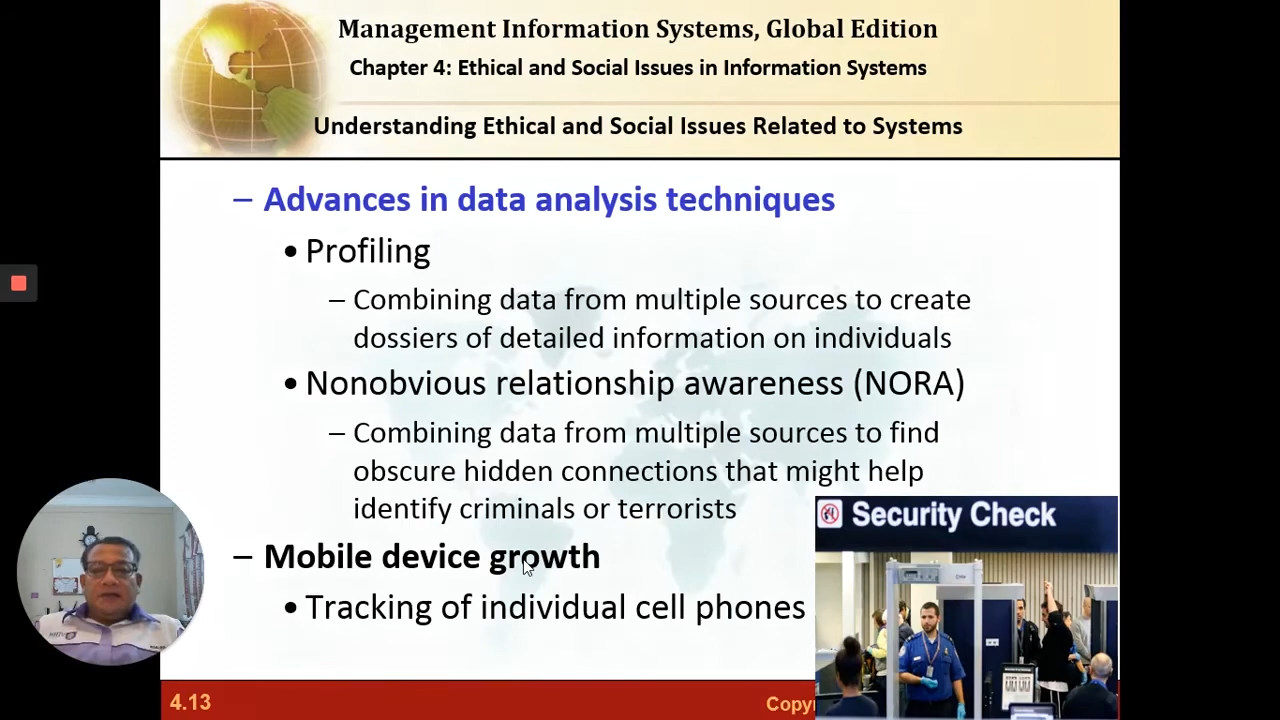 Management Information Systems, Global Edition
Chapter 4: Ethical and Social Issues in Information Systems
Understanding Ethical and Social Issues Related to Systems
– Advances in data analysis techniques
• Profiling
– Combining data from multiple sources to create
dossiers of detailed information on individuals
• Nonobvious relationship awareness (NORA)
– Combining data from multiple sources to find
obscure hidden connections that might help
identify criminals or terrorists
Security Check
– Mobile device growth
• Tracking of individual cell phones
4.13